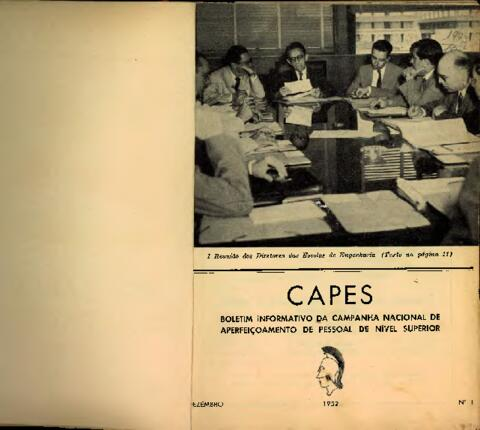 I Reunião dos Diretores das Escolas de Engenharia (Texto na página 11)
CAPES
BOLETIM INFORMATIVO DA CAMPANHA NACIONAL DE
APERFEIÇOAMENTO DE PESSOAL DE NÍVEL SUPERIOR
EZEMBRO 1952 Nº 1